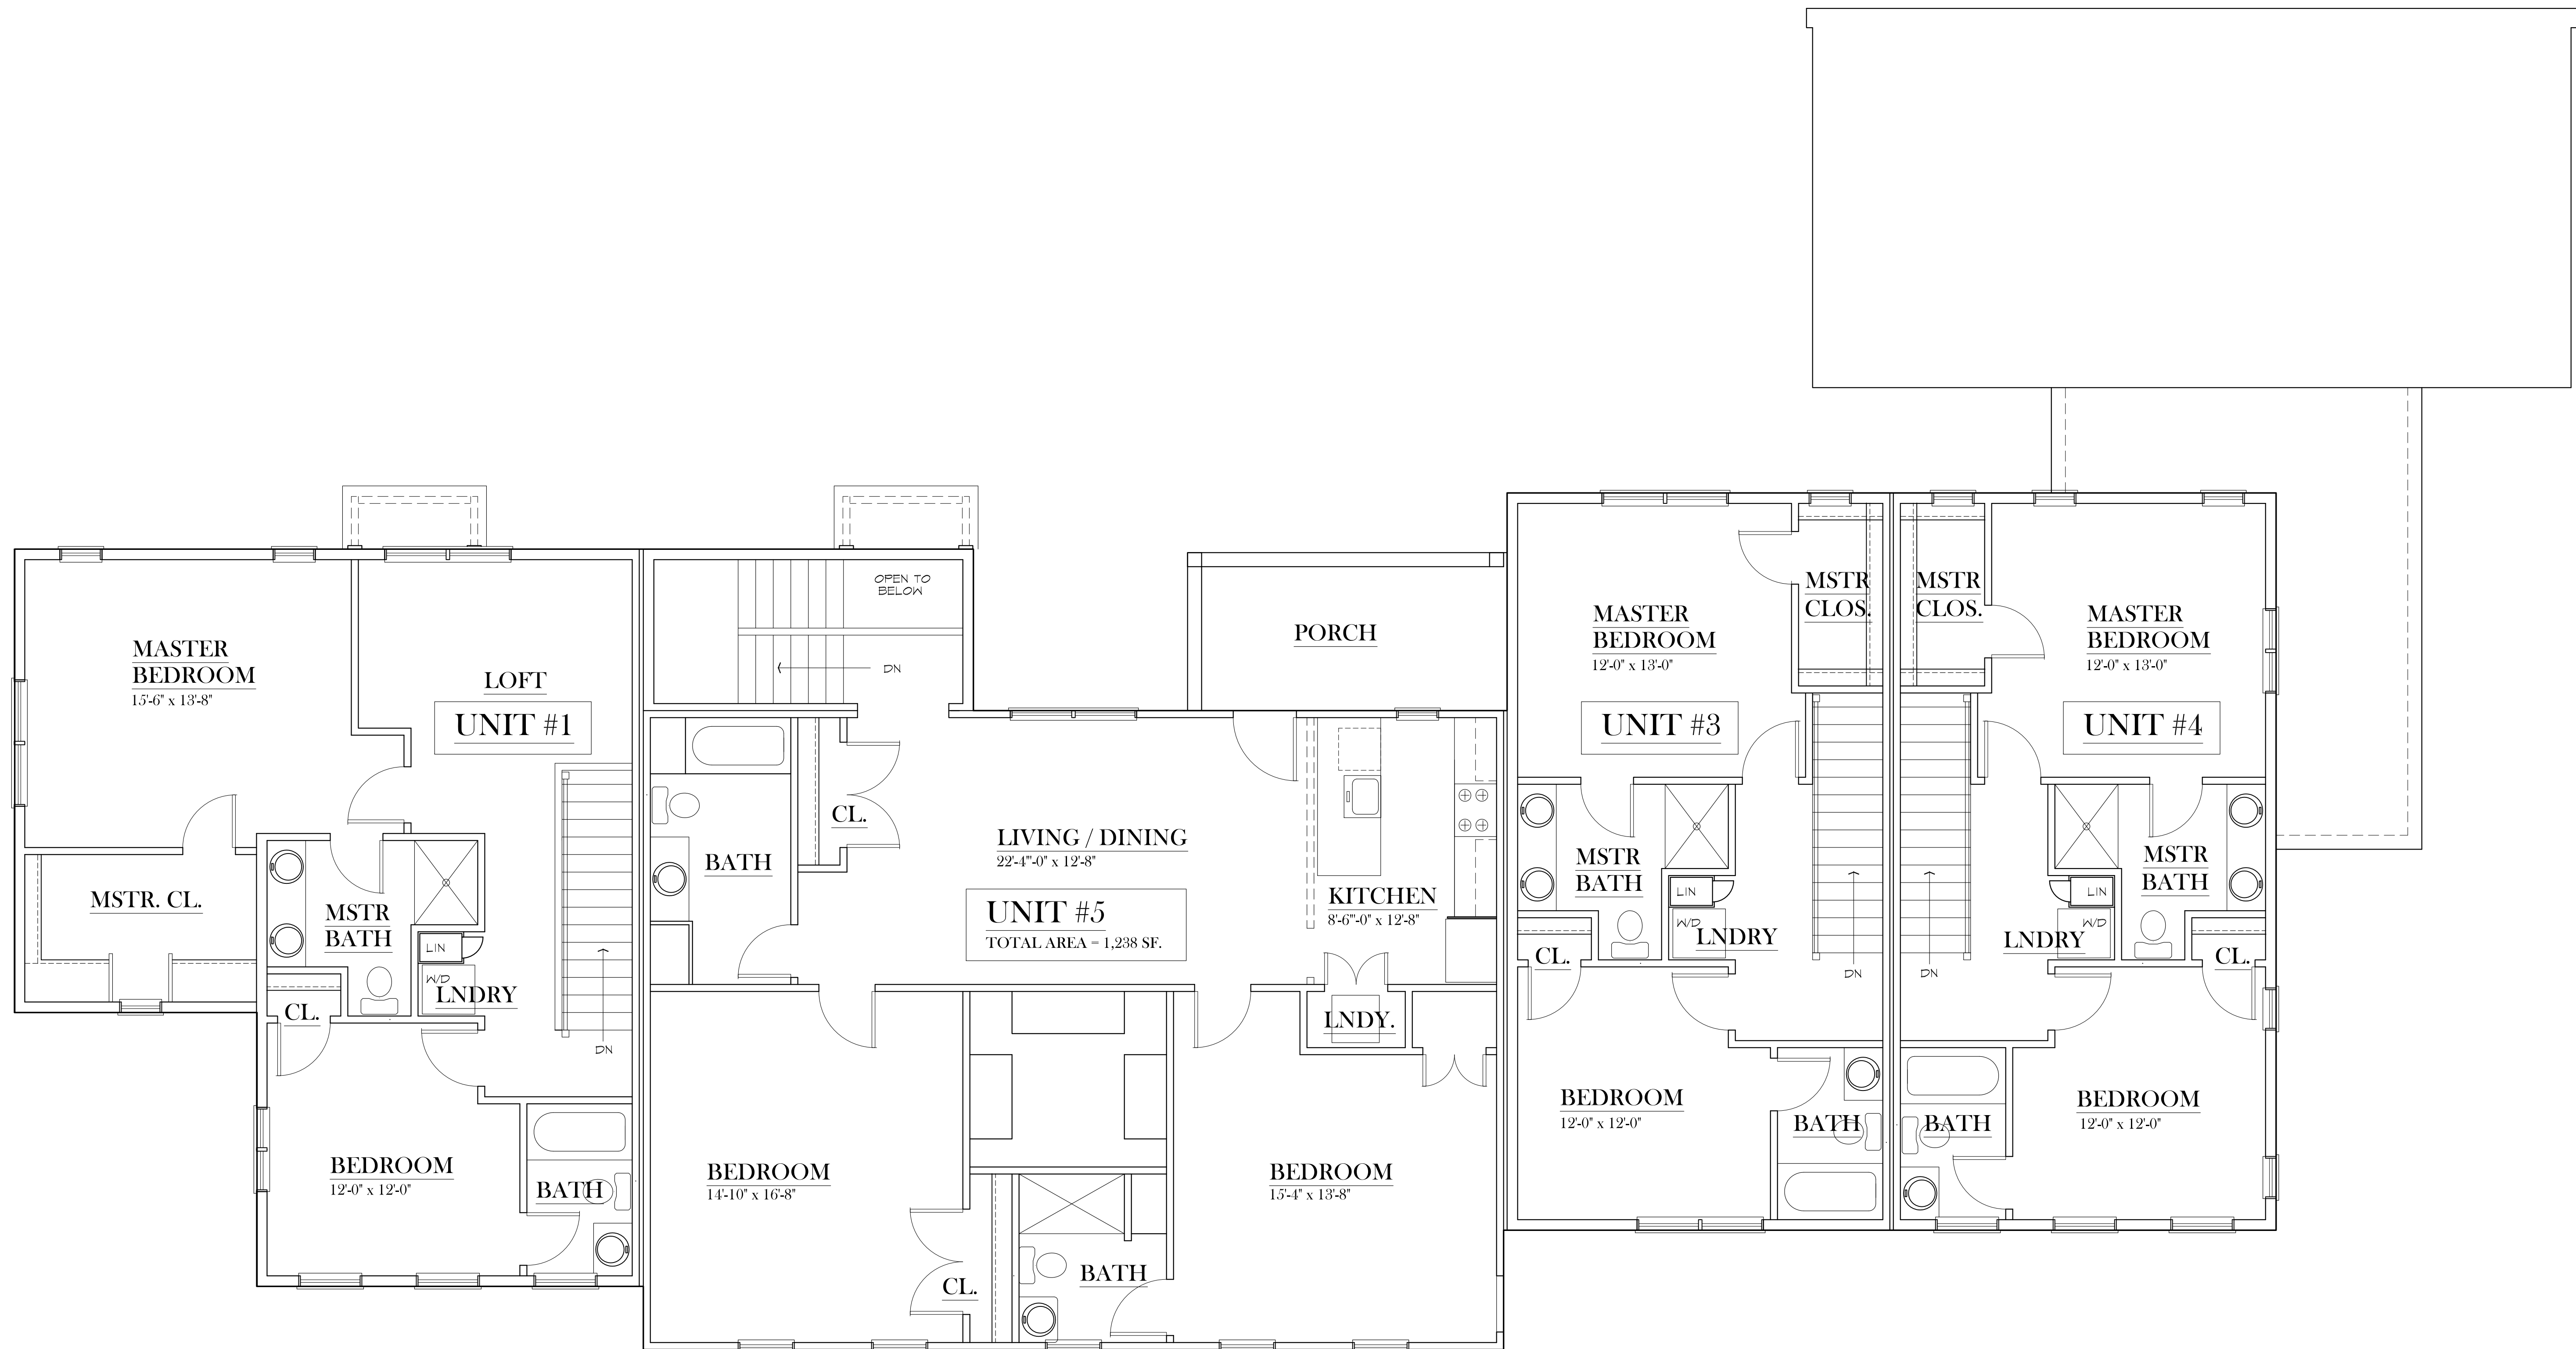 MASTER
BEDROOM
15'-6" x 13'-8"
LOFT
UNIT #1
MSTR. CL.
MSTR
BATH
LIN
W/D
LNDRY
CL.
DN
BEDROOM
12'-0" x 12'-0"
BATH
OPEN TO
BELOW
DN
PORCH
CL.
BATH
LIVING / DINING
22'-4"'-0" x 12'-8"
UNIT #5
TOTAL AREA = 1,238 SF.
KITCHEN
8'-6"'-0" x 12'-8"
LNDY.
BEDROOM
14'-10" x 16'-8"
CL.
BATH
BEDROOM
15'-4" x 13'-8"
MASTER
BEDROOM
12'-0" x 13'-0"
MSTR
CLOS.
UNIT #3
MSTR
BATH
LIN
W/D
LNDRY
CL.
DN
BEDROOM
12'-0" x 12'-0"
BATH
MSTR
CLOS.
MASTER
BEDROOM
12'-0" x 13'-0"
UNIT #4
MSTR
BATH
LIN
W/D
LNDRY
CL.
DN
BEDROOM
12'-0" x 12'-0"
BATH